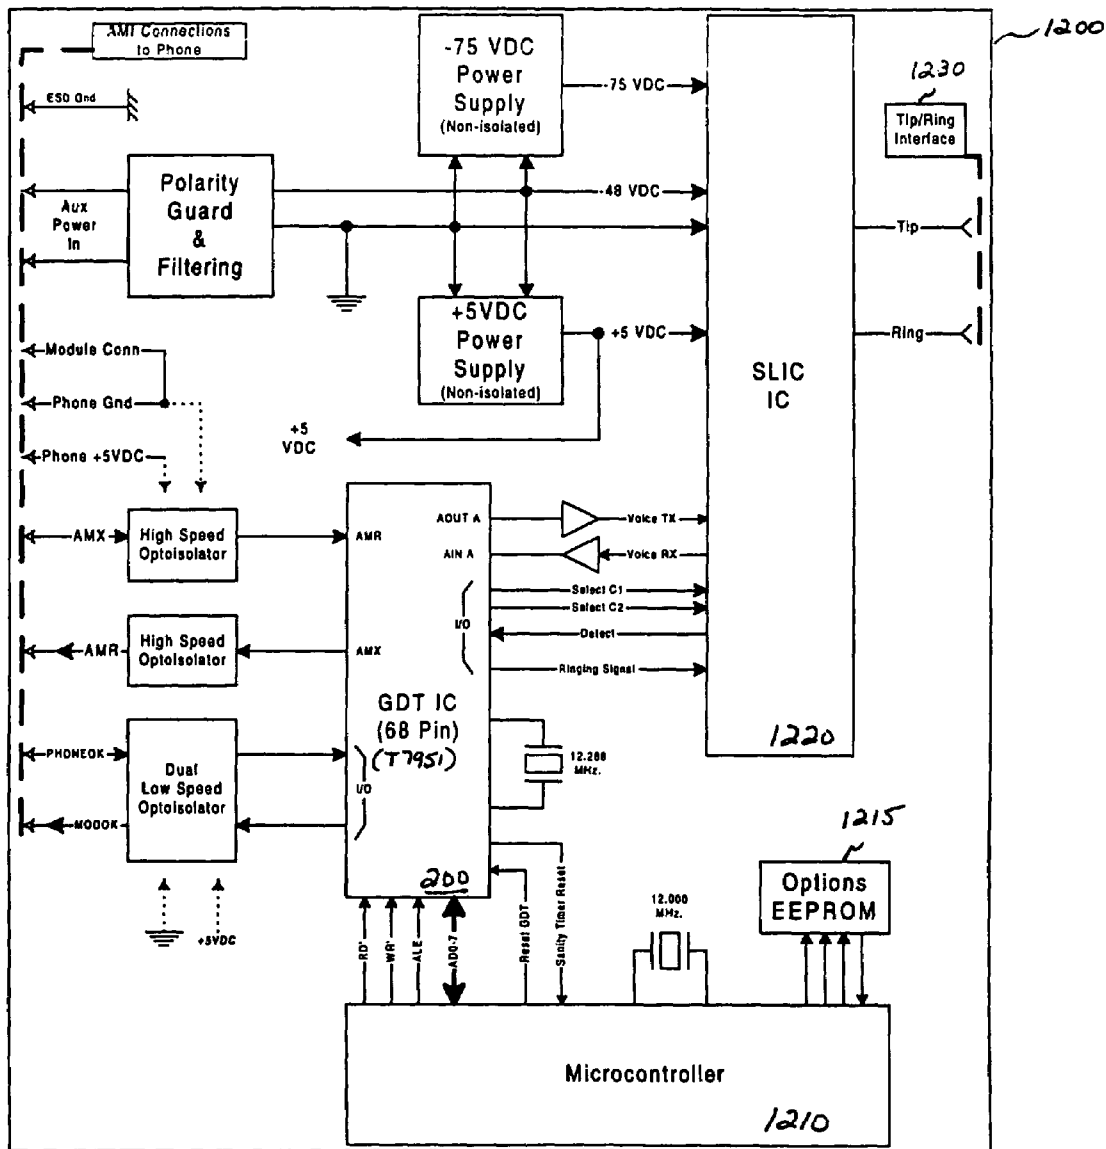 AMI Connections
to Phone
1200
-75 VDC
Power
Supply
(Non-isolated)
-75 VDC
1230
Tip/Ring
Interface
ESD Gnd
Polarity
Guard
&
Filtering
-48 VDC
Aux
Power
In
Tip
+5VDC
Power
Supply
(Non-isolated)
+5 VDC
Ring
Module Conn
SLIC
IC
Phone Gnd
+5
VDC
Phone +5VDC
AMX
High Speed
Optoisolator
AMR
AOUT A
Voice TX
AIN A
Voice RX
I/O
Select C1
Select C2
Detect
Ringing Signal
AMR
High Speed
Optoisolator
AMX
GDT IC
(68 Pin)
(T7951)
1220
12.288
MHz.
PHONEOK
Dual
Low Speed
Optoisolator
I/O
MODOK
200
1215
Options
EEPROM
+5VDC
RD'
WR'
ALE
AD0-7
Reset GDT
Sanity Timer Reset
12.000
MHz.
Microcontroller
1210